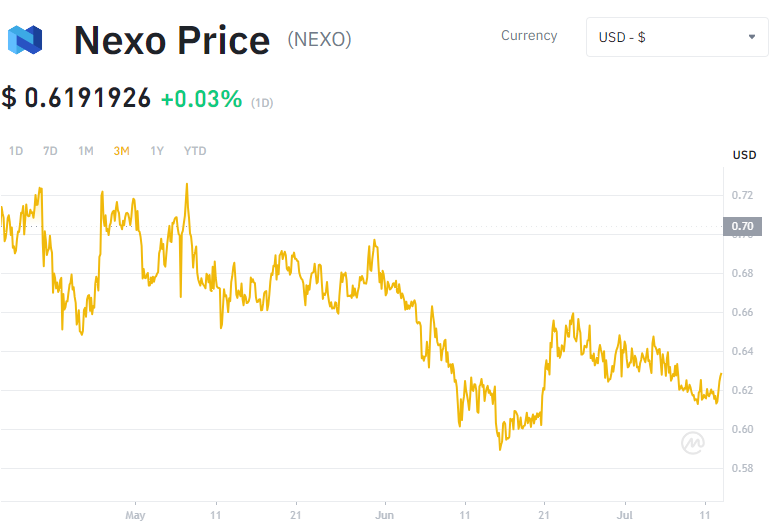 Nexo Price (NEXO)
Currency
USD - $
$ 0.6191926 +0.03% (1D)
1D 7D 1M 3M 1Y YTD
USD
0.72
0.70
0.68
0.66
0.64
0.62
0.60
0.58
May 11 21 Jun 11 21 Jul 11